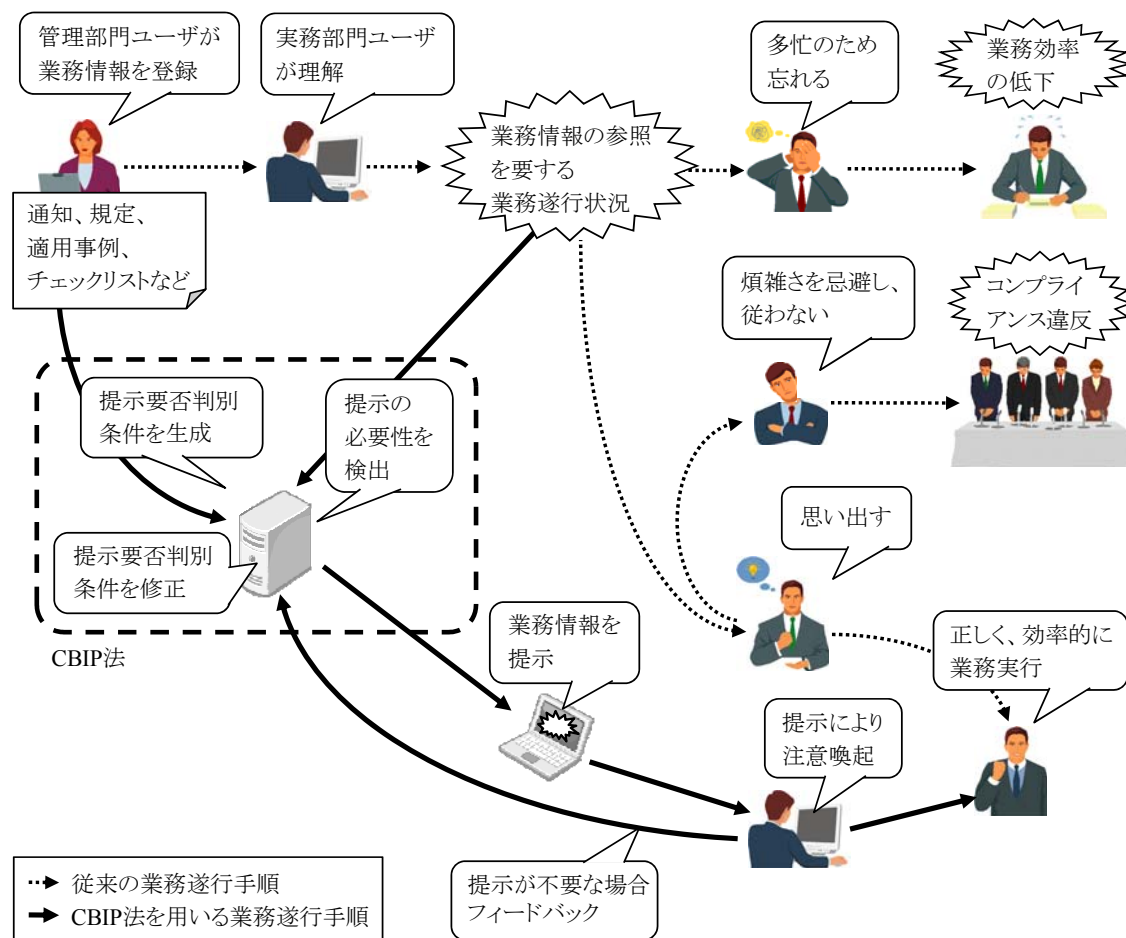 管理部門ユーザが
業務情報を登録
実務部門ユーザ
が理解
多忙のため
忘れる
業務効率
の低下
業務情報の参照
を要する
業務遂行状況
通知、規定、
適用事例、
チェックリストなど
煩雑さを忌避し、
従わない
コンプライ
アンス違反
提示要否判別
条件を生成
提示の
必要性を
検出
提示要否判別
条件を修正
CBIP法
思い出す
業務情報を
提示
正しく、効率的に
業務実行
提示により
注意喚起
提示が不要な場合
フィードバック
従来の業務遂行手順
CBIP法を用いる業務遂行手順